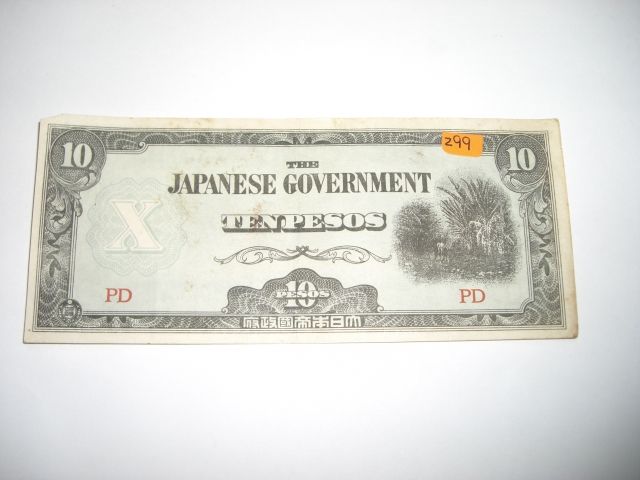 10
10
299
THE
JAPANESE GOVERNMENT
TEN PESOS
X
PD
PD
10
PESOS
府政國帝本日大